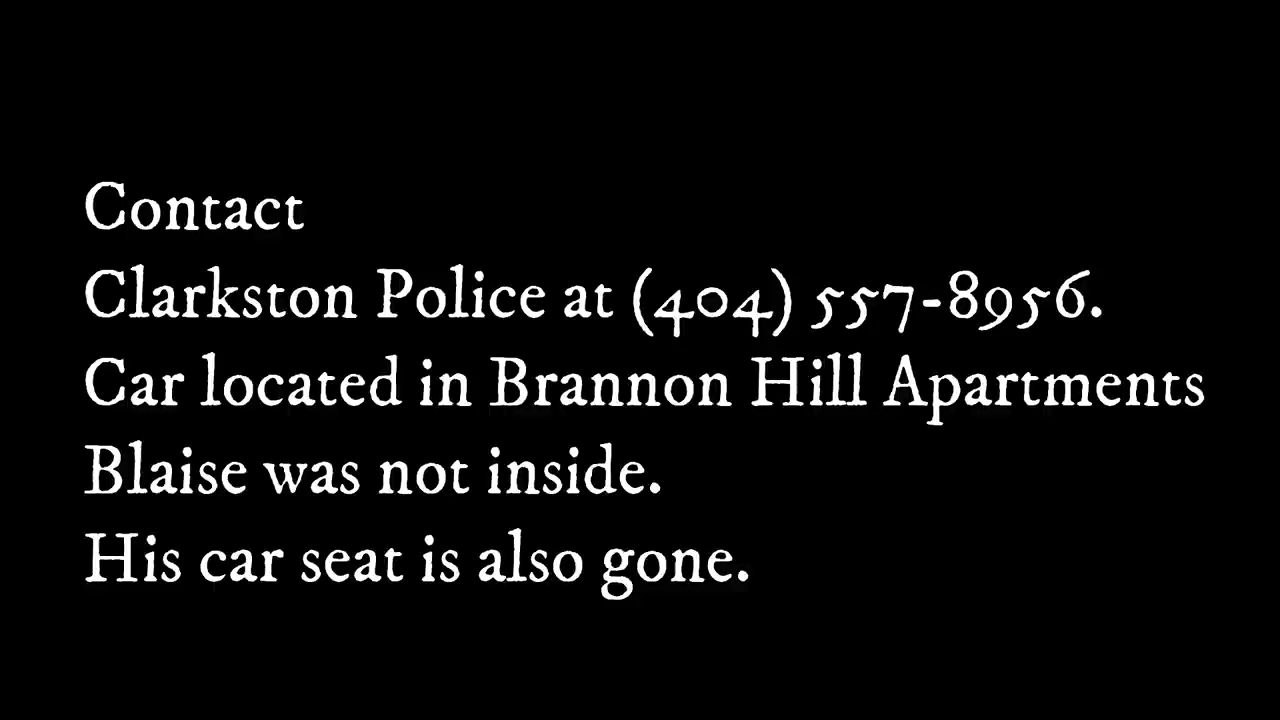 Contact
Clarkston Police at (404) 557-8956.
Car located in Brannon Hill Apartments
Blaise was not inside.
His car seat is also gone.